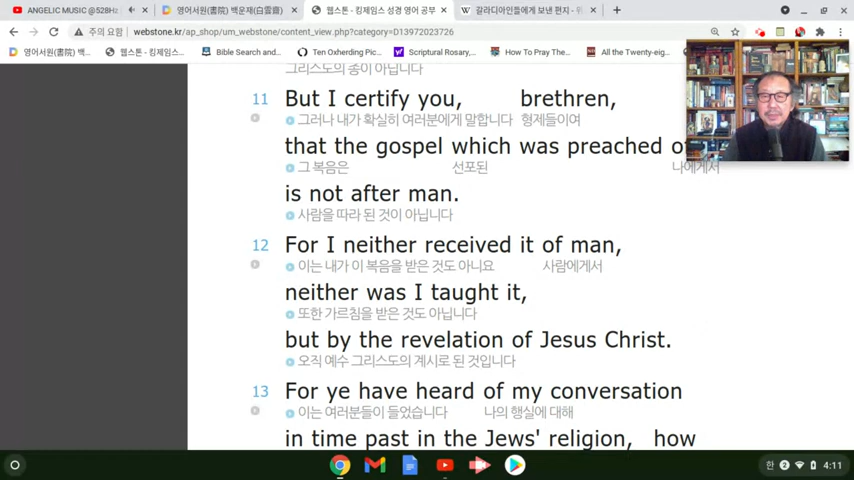 ANGELIC MUSIC @528Hz
영어서원(書院) 백운재(白雲齋)
웹스톤 - 킹제임스 성경 영어 공부
갈라디아인들에게 보낸 편지 - 위
주의 요함
webstone.kr/ap_shop/um_webstone/content_view.php?category=D13972023726
영어서원(書院) 백...
웹스톤 - 킹제임스...
Bible Search and...
Ten Oxherding Pic...
Scriptural Rosary,...
How To Pray The...
All the Twenty-eig...
그리스도의 종이 아닙니다
11 But I certify you, brethren,
그러나 내가 확실히 여러분에게 말합니다 형제들이여
that the gospel which was preached
그 복음은 선포된 나에게서
is not after man.
사람을 따라 된 것이 아닙니다
12 For I neither received it of man,
이는 내가 이 복음을 받은 것도 아니요 사람에게서
neither was I taught it,
또한 가르침을 받은 것도 아닙니다
but by the revelation of Jesus Christ.
오직 예수 그리스도의 계시로 된 것입니다
13 For ye have heard of my conversation
이는 여러분들이 들었습니다 나의 행실에 대해
in time past in the Jews' religion, how
한 2 4:11